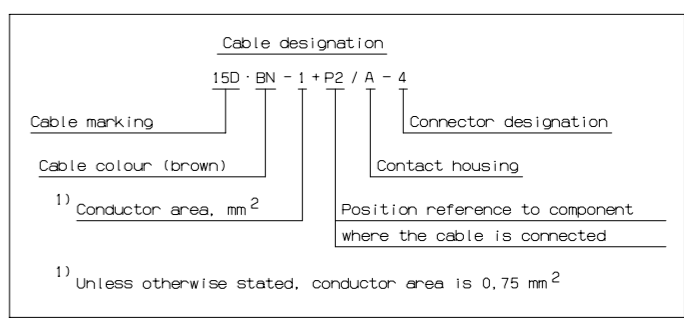 Cable designation
15D · BN - 1 + P2 / A - 4
Cable marking
Connector designation
Cable colour (brown)
Contact housing
1) Conductor area, mm 2
Position reference to component
where the cable is connected
1) Unless otherwise stated, conductor area is 0,75 mm 2